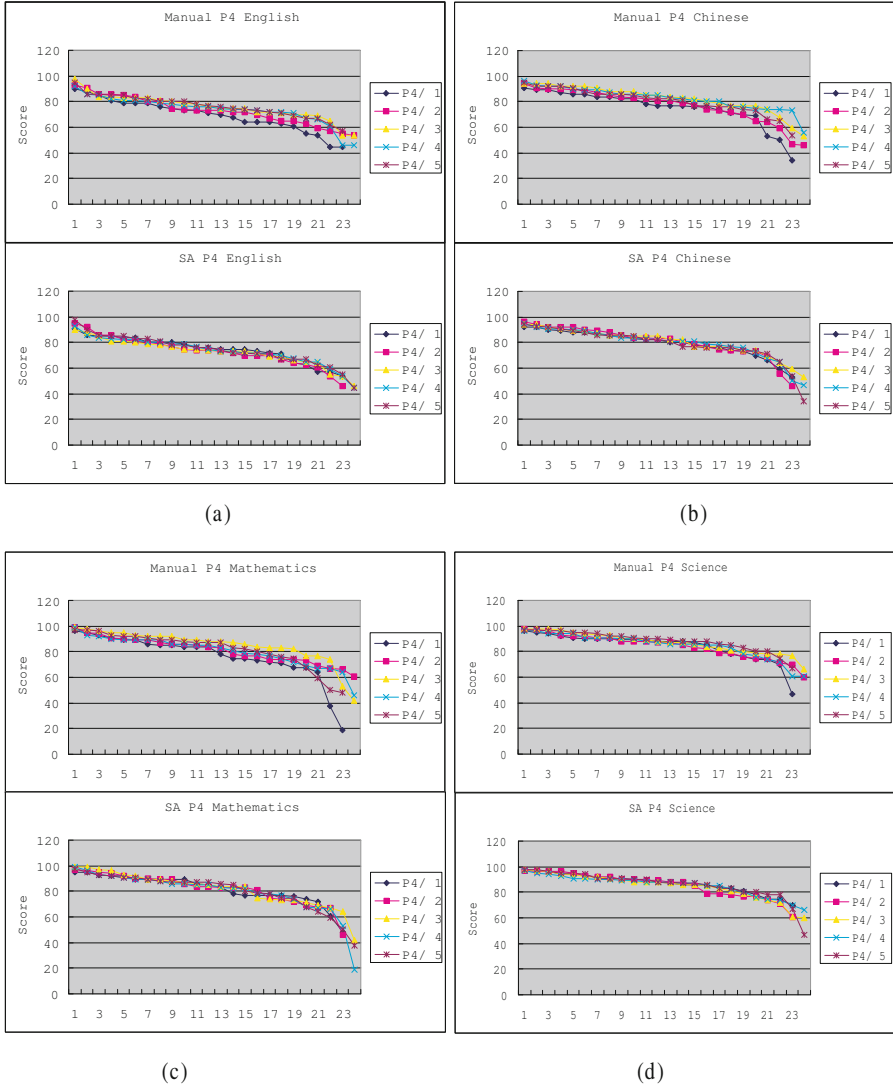 Manual P4 English
Score
120
100
80
60
40
20
0
1 3 5 7 9 11 13 15 17 19 21 23
P4/ 1
P4/ 2
P4/ 3
P4/ 4
P4/ 5
SA P4 English
Score
120
100
80
60
40
20
0
1 3 5 7 9 11 13 15 17 19 21 23
P4/ 1
P4/ 2
P4/ 3
P4/ 4
P4/ 5
(a)
Manual P4 Chinese
Score
120
100
80
60
40
20
0
1 3 5 7 9 11 13 15 17 19 21 23
P4/ 1
P4/ 2
P4/ 3
P4/ 4
P4/ 5
SA P4 Chinese
Score
120
100
80
60
40
20
0
1 3 5 7 9 11 13 15 17 19 21 23
P4/ 1
P4/ 2
P4/ 3
P4/ 4
P4/ 5
(b)
Manual P4 Mathematics
Score
120
100
80
60
40
20
0
1 3 5 7 9 11 13 15 17 19 21 23
P4/ 1
P4/ 2
P4/ 3
P4/ 4
P4/ 5
SA P4 Mathematics
Score
120
100
80
60
40
20
0
1 3 5 7 9 11 13 15 17 19 21 23
P4/ 1
P4/ 2
P4/ 3
P4/ 4
P4/ 5
(c)
Manual P4 Science
Score
120
100
80
60
40
20
0
1 3 5 7 9 11 13 15 17 19 21 23
P4/ 1
P4/ 2
P4/ 3
P4/ 4
P4/ 5
SA P4 Science
Score
120
100
80
60
40
20
0
1 3 5 7 9 11 13 15 17 19 21 23
P4/ 1
P4/ 2
P4/ 3
P4/ 4
P4/ 5
(d)